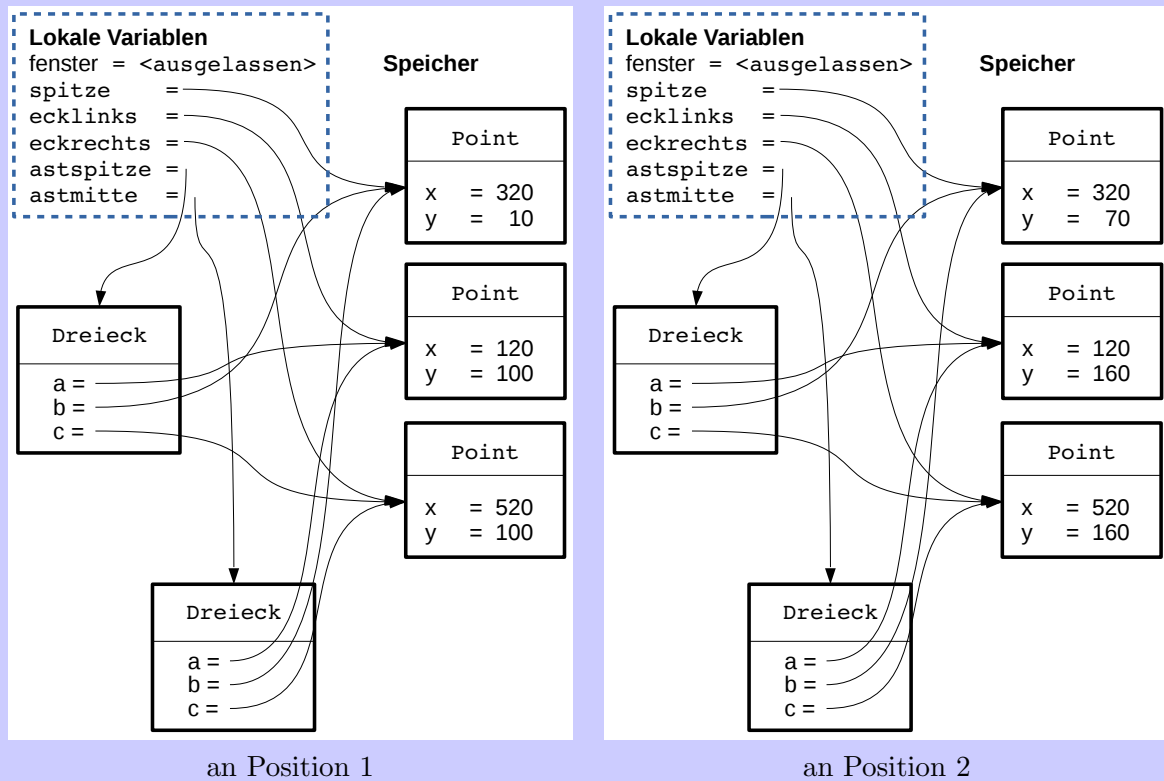 Lokale Variablen
fenster = <ausgelassen>
spitze =
ecklinks =
eckrechts =
astspitze =
astmitte =
Speicher
Point
x = 320
y = 10
Point
x = 120
y = 100
Point
x = 520
y = 100
Dreieck
a =
b =
c =
Dreieck
a =
b =
c =
an Position 1
Lokale Variablen
fenster = <ausgelassen>
spitze =
ecklinks =
eckrechts =
astspitze =
astmitte =
Speicher
Point
x = 320
y = 70
Point
x = 120
y = 160
Point
x = 520
y = 160
Dreieck
a =
b =
c =
Dreieck
a =
b =
c =
an Position 2